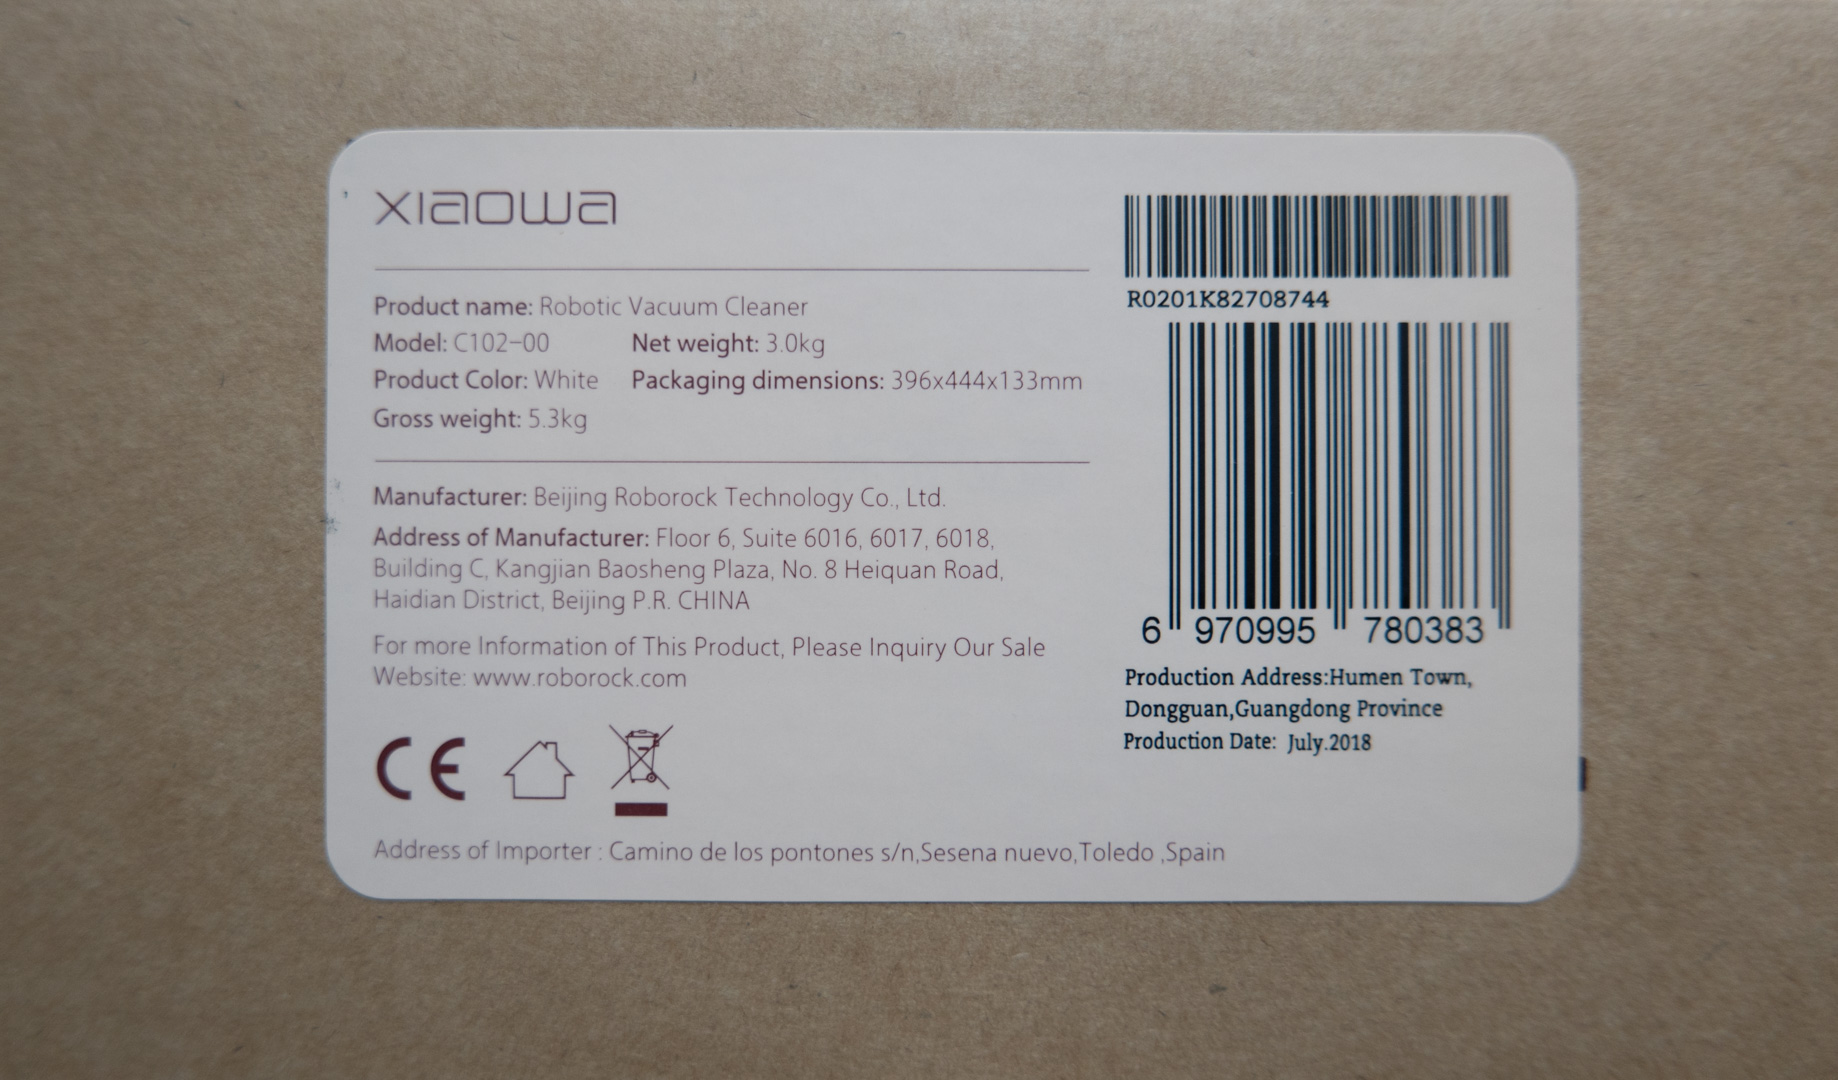 xiaowa
Product name: Robotic Vacuum Cleaner
Model: C102-00 Net weight: 3.0kg
Product Color: White Packaging dimensions: 396x444x133mm
Gross weight: 5.3kg
Manufacturer: Beijing Roborock Technology Co., Ltd.
Address of Manufacturer: Floor 6, Suite 6016, 6017, 6018,
Building C, Kangjian Baosheng Plaza, No. 8 Heiquan Road,
Haidian District, Beijing P.R. CHINA
For more Information of This Product, Please Inquiry Our Sale
Website: www.roborock.com
CE
R0201K82708744
6 970995 780383
Production Address:Humen Town,
Dongguan,Guangdong Province
Production Date: July.2018
Address of Importer : Camino de los pontones s/n,Sesena nuevo,Toledo ,Spain